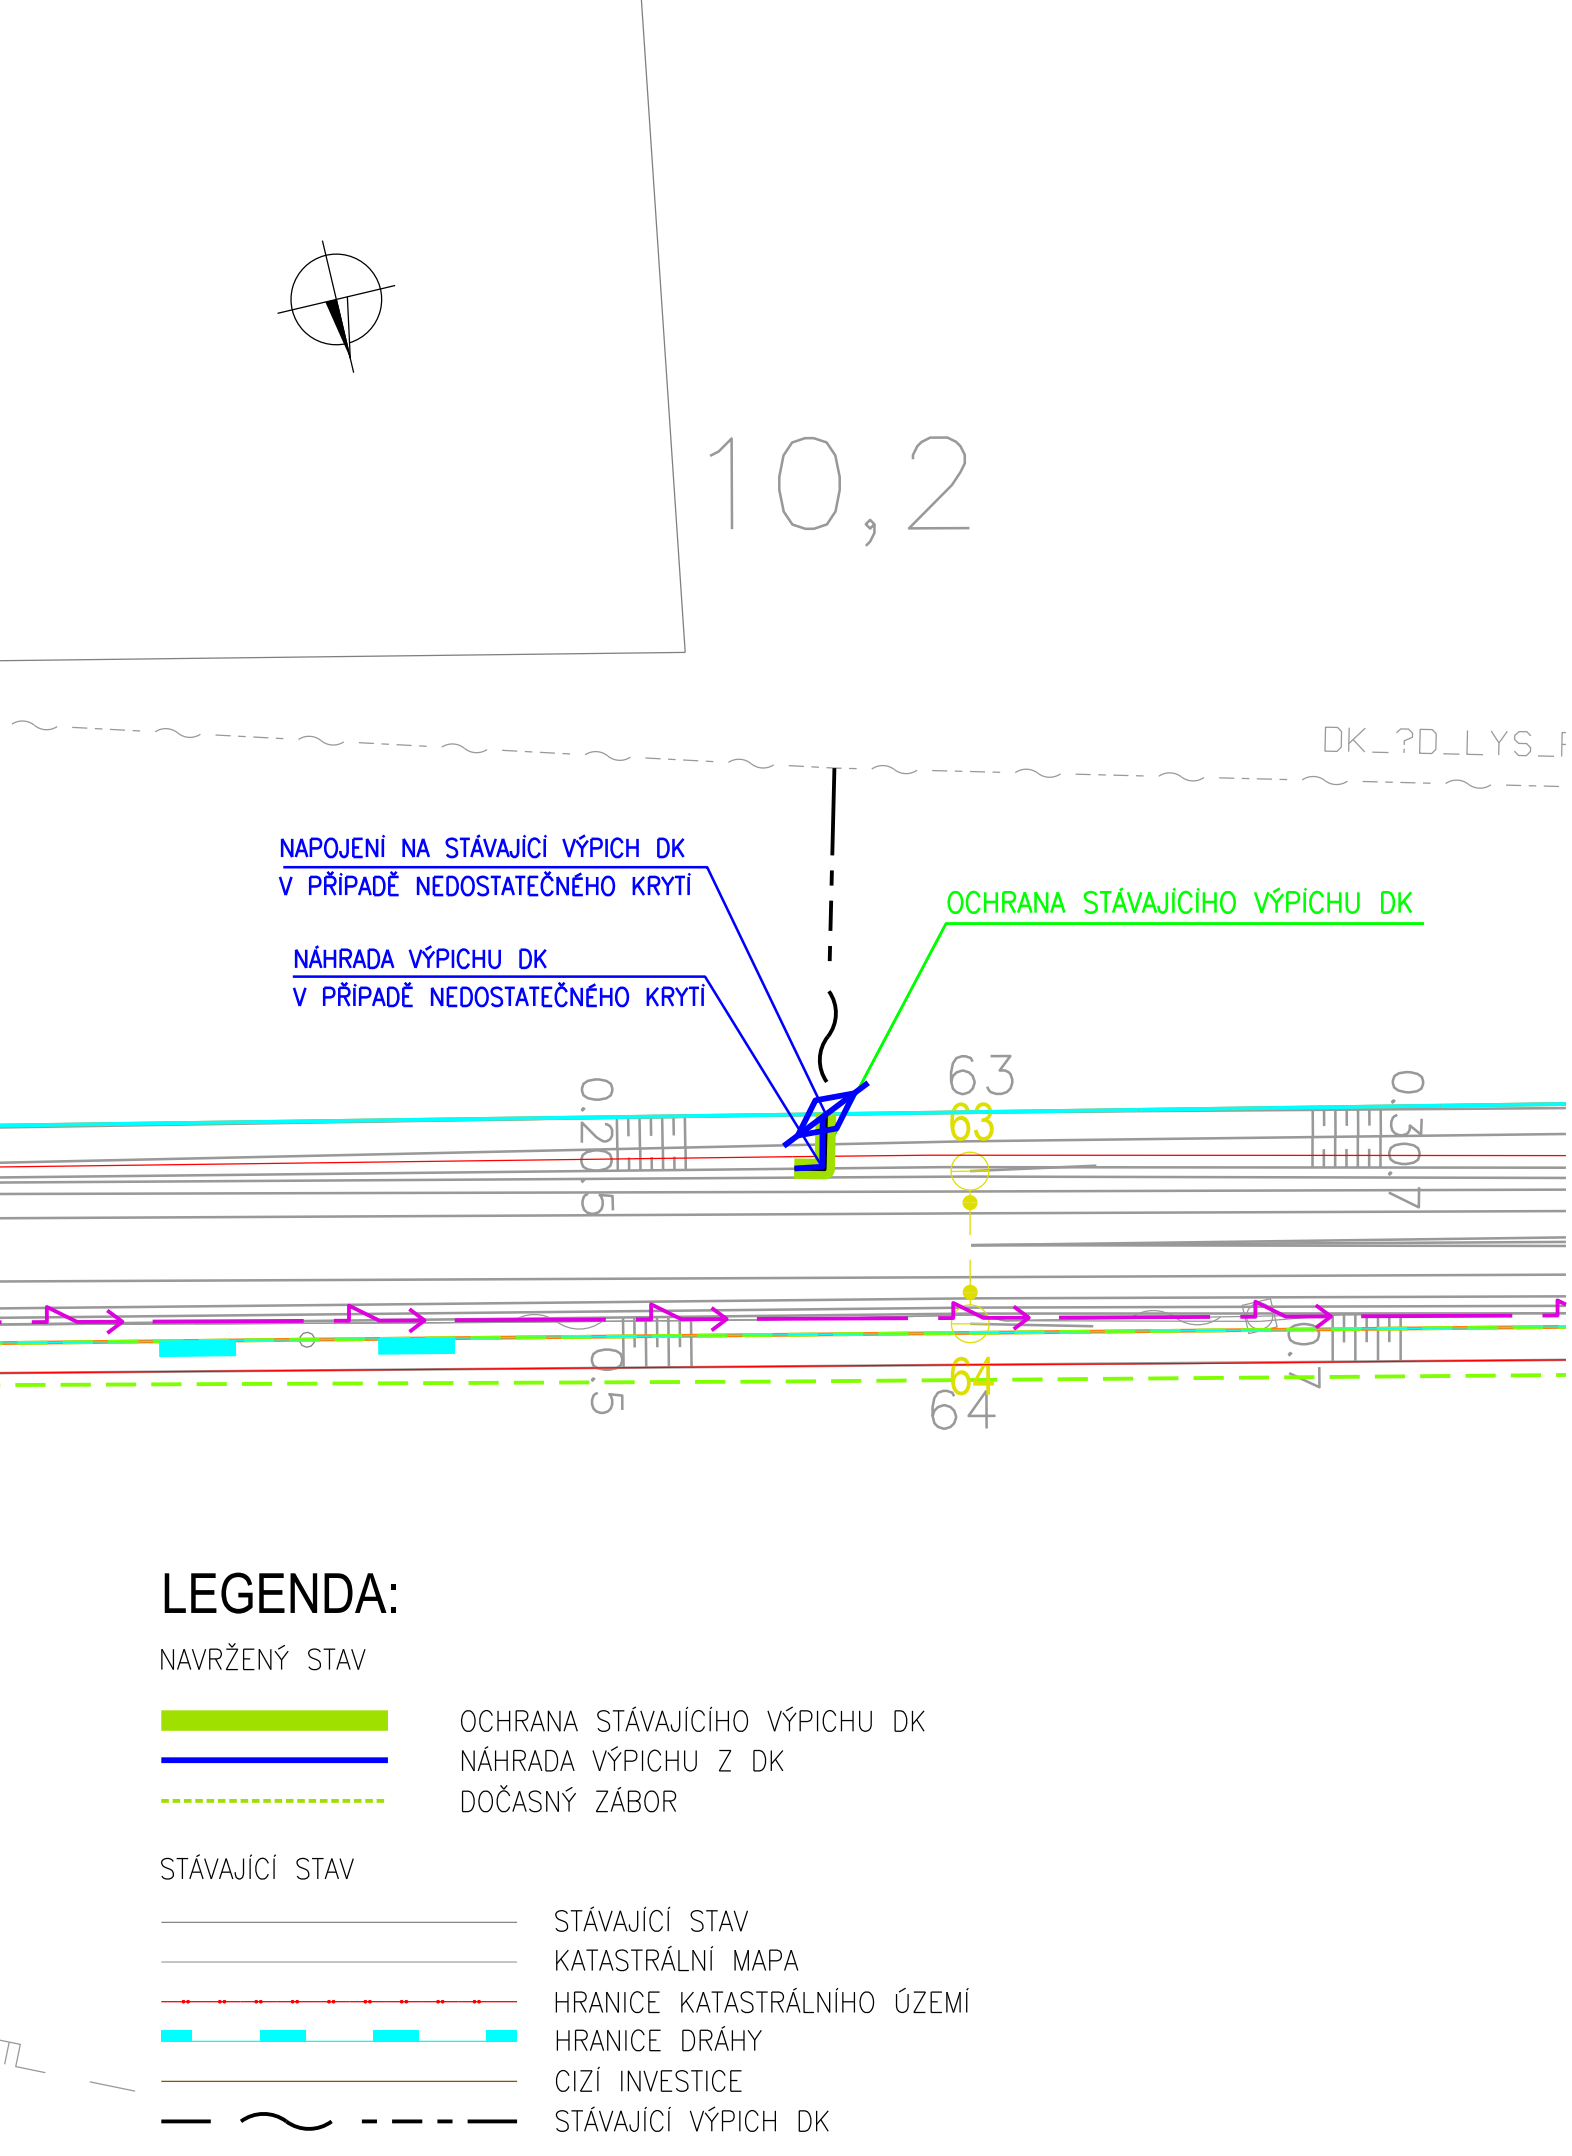 10,2
DK_?D_LYS_
NAPOJENÍ NA STÁVAJÍCÍ VÝPICH DK
V PŘÍPADĚ NEDOSTATEČNÉHO KRYTÍ
OCHRANA STÁVAJÍCÍHO VÝPICHU DK
NÁHRADA VÝPICHU DK
V PŘÍPADĚ NEDOSTATEČNÉHO KRYTÍ
63
63
0.20.5
0.30.7
0.5
0.7
64
64
LEGENDA:
NAVRŽENÝ STAV
OCHRANA STÁVAJÍCÍHO VÝPICHU DK
NÁHRADA VÝPICHU Z DK
DOČASNÝ ZÁBOR
STÁVAJÍCÍ STAV
STÁVAJÍCÍ STAV
KATASTRÁLNÍ MAPA
HRANICE KATASTRÁLNÍHO ÚZEMÍ
HRANICE DRÁHY
CIZÍ INVESTICE
STÁVAJÍCÍ VÝPICH DK